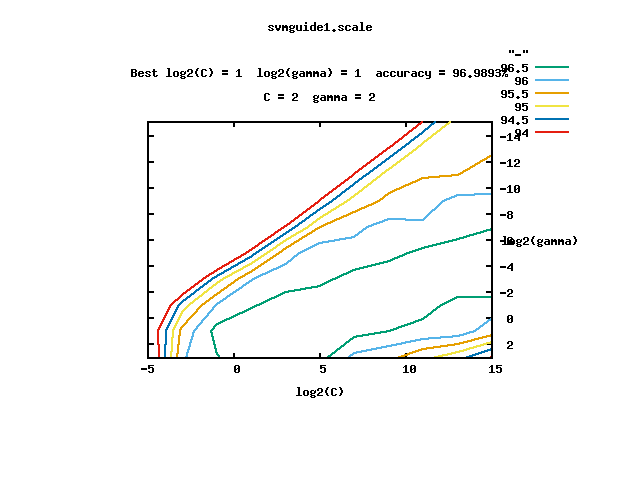 svmguide1.scale
"_"
Best log2(C) = 1  log2(gamma) = 1  accuracy = 96.9893%
C = 2  gamma = 2
96.5
96
95.5
95
94.5
94
-14
-12
-10
-8
-6
log2(gamma)
-4
-2
0
2
-5 0 5 10 15
log2(C)